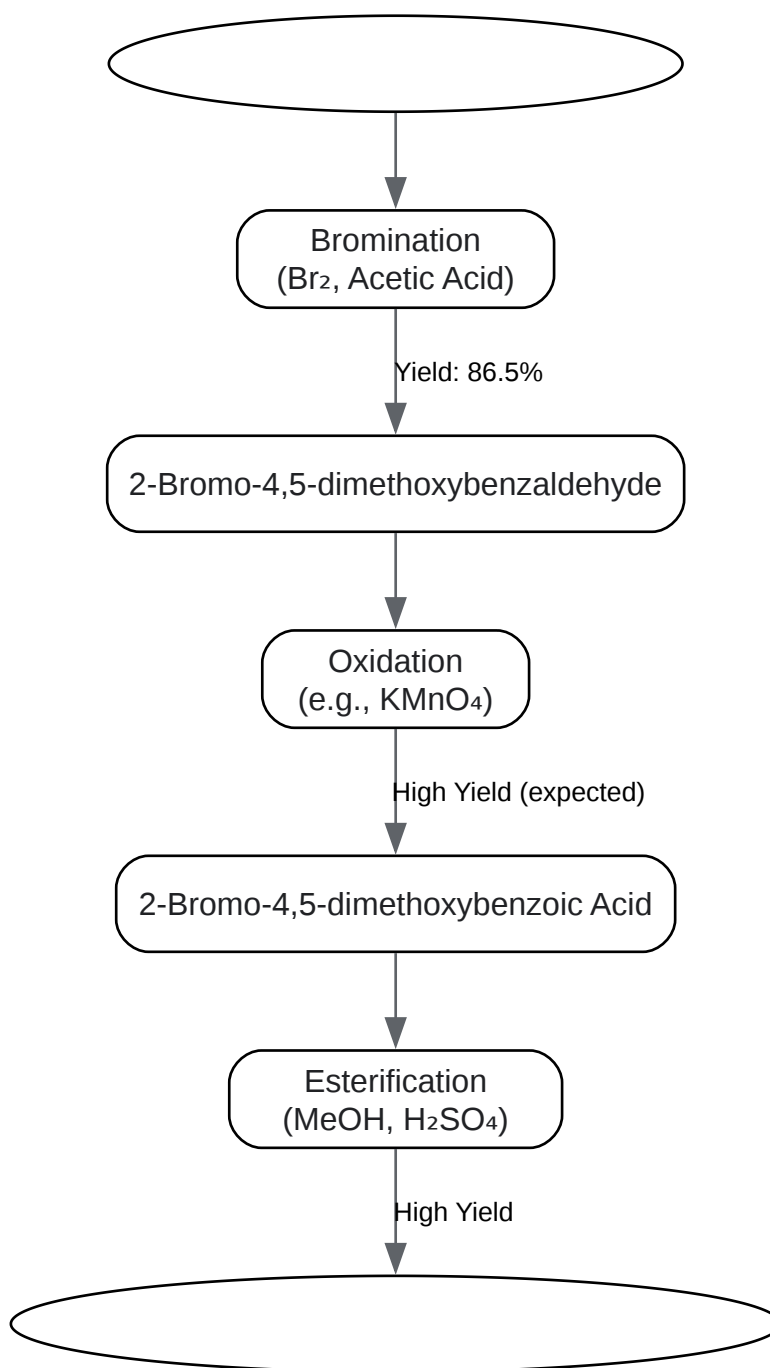 Bromination
(Br₂, Acetic Acid)
Yield: 86.5%
2-Bromo-4,5-dimethoxybenzaldehyde
Oxidation
(e.g., KMnO₄)
High Yield (expected)
2-Bromo-4,5-dimethoxybenzoic Acid
Esterification
(MeOH, H₂SO₄)
High Yield